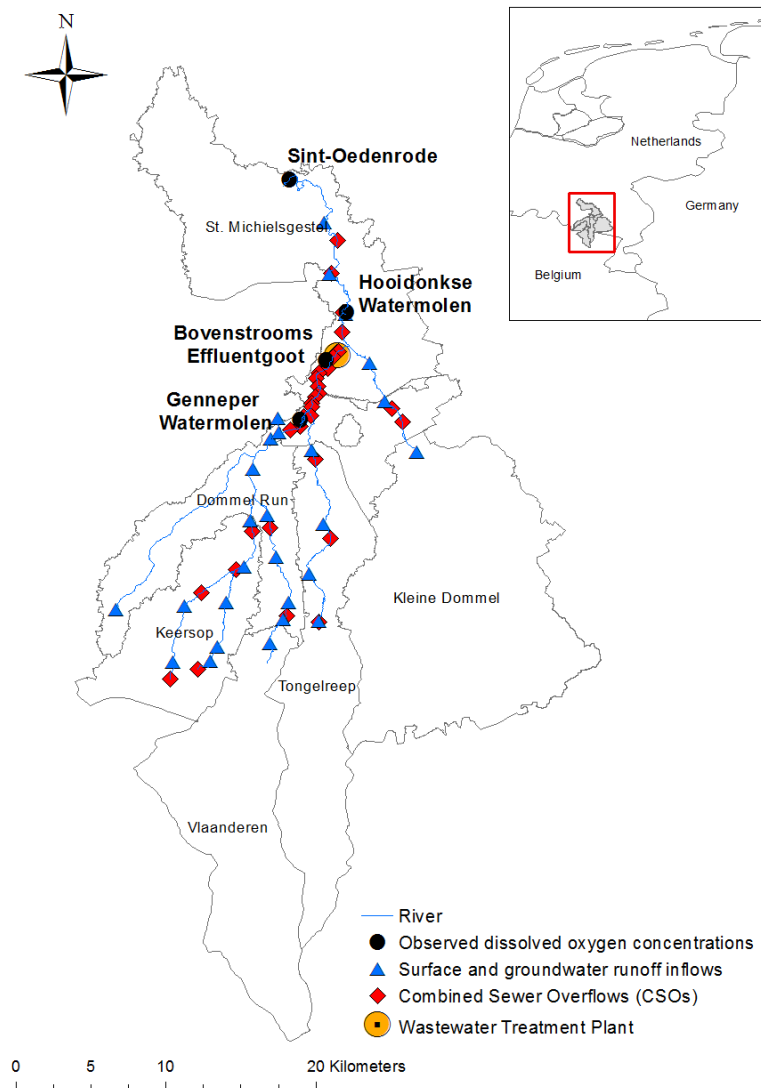 N
Sint-Oedenrode
St. Michielsgestel
Hooidonkse
Watermolen
Bovenstrooms
Effluentgoot
Genneper
Watermolen
Dommel Run
Keersop
Kleine Dommel
Tongelreep
Vlaanderen
Netherlands
Germany
Belgium
River
Observed dissolved oxygen concentrations
Surface and groundwater runoff inflows
Combined Sewer Overflows (CSOs)
Wastewater Treatment Plant
0 5 10 20 Kilometers